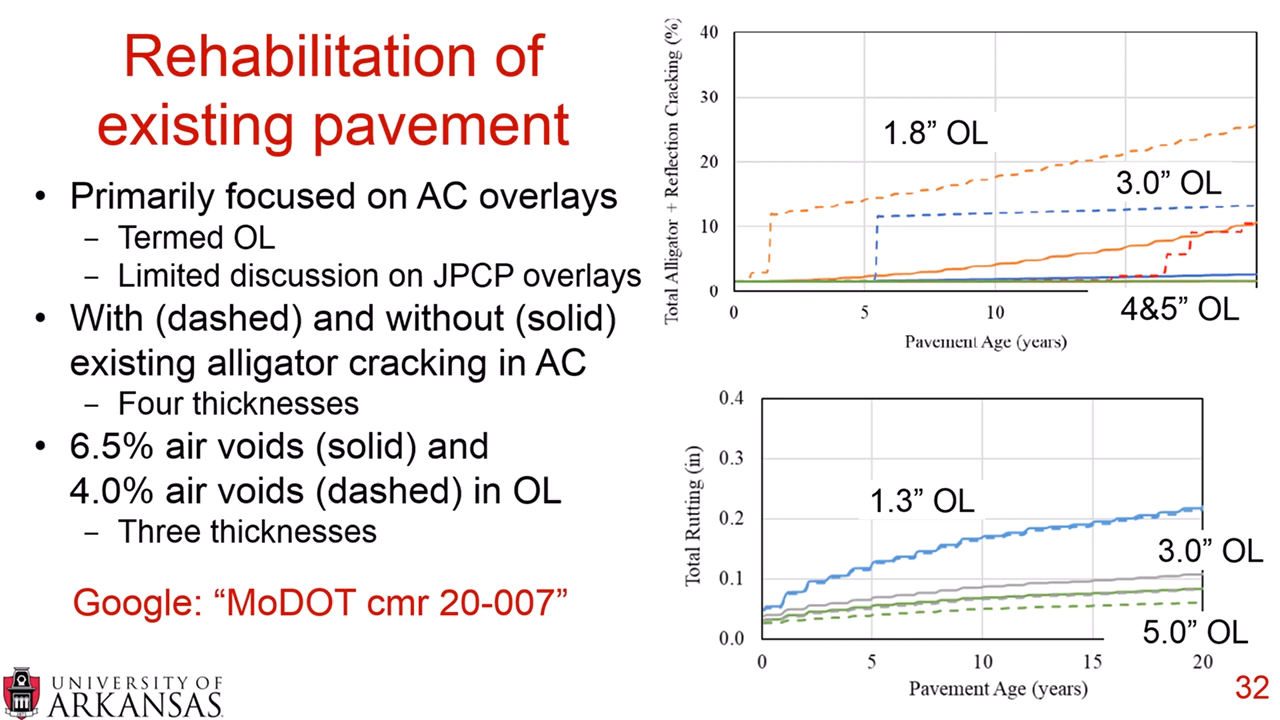 Rehabilitation of
existing pavement
• Primarily focused on AC overlays
– Termed OL
– Limited discussion on JPCP overlays
• With (dashed) and without (solid)
existing alligator cracking in AC
– Four thicknesses
• 6.5% air voids (solid) and
4.0% air voids (dashed) in OL
– Three thicknesses
Google: “MoDOT cmr 20-007”
UNIVERSITY OF
ARKANSAS
Total Alligator + Reflection Cracking (%)
40
30
20
10
0
1.8” OL
3.0” OL
4&5” OL
0 5 10
Pavement Age (years)
Total Rutting (in)
0.4
0.3
0.2
0.1
0.0
1.3” OL
3.0” OL
5.0” OL
0 5 10 15 20
Pavement Age (years)
32